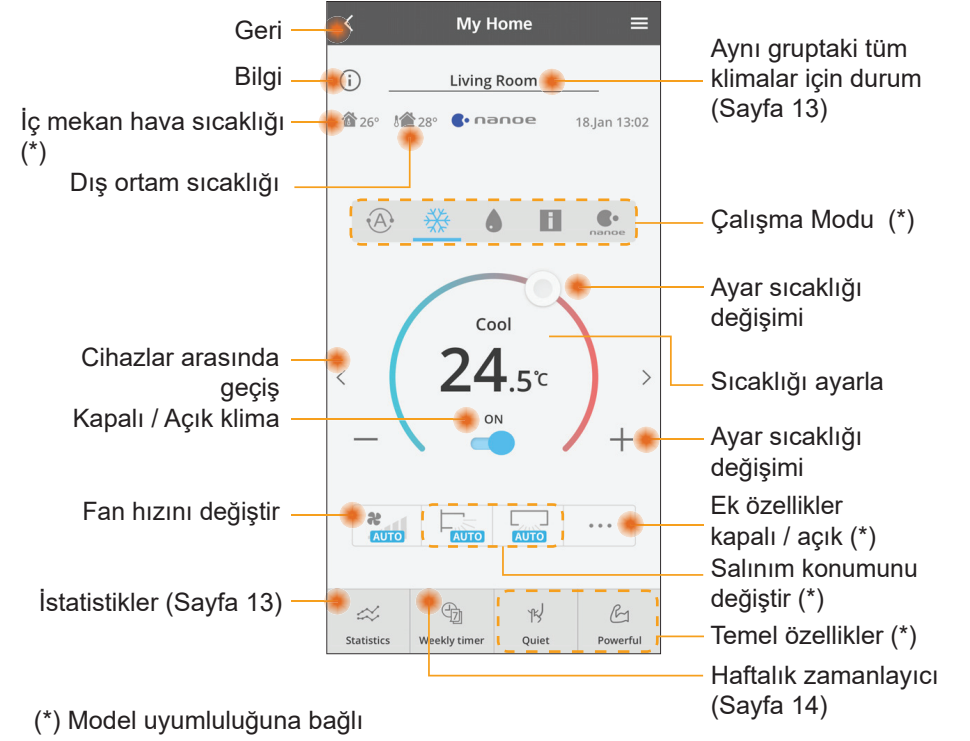 Geri
My Home
Bilgi
Living Room
Aynı gruptaki tüm
klimalar için durum
(Sayfa 13)
İç mekan hava sıcaklığı
(*)
26°
28°
nanoe
18.Jan 13:02
Dış ortam sıcaklığı
A
nanoe
Çalışma Modu (*)
Ayar sıcaklığı
değişimi
Cool
24.5°C
Cihazlar arasında
geçiş
Sıcaklığı ayarla
Kapalı / Açık klima
ON
Ayar sıcaklığı
değişimi
Fan hızını değiştir
AUTO
AUTO
AUTO
Ek özellikler
kapalı / açık (*)
Salınım konumunu
değiştir (*)
İstatistikler (Sayfa 13)
7
Statistics
Weekly timer
Quiet
Powerful
Temel özellikler (*)
Haftalık zamanlayıcı
(Sayfa 14)
(*) Model uyumluluğuna bağlı